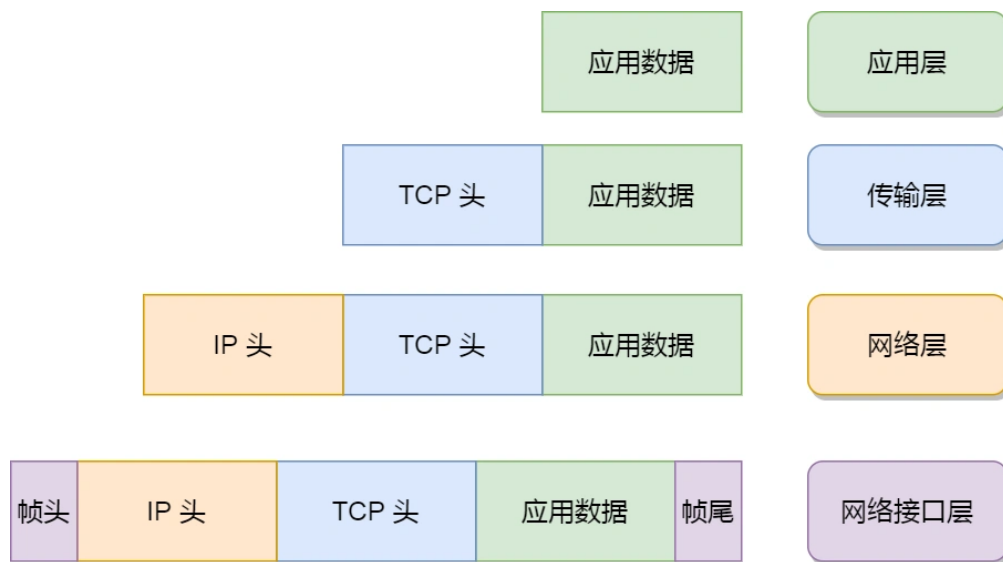 应用数据 应用层
TCP 头 应用数据 传输层
IP 头 TCP 头 应用数据 网络层
帧头 IP 头 TCP 头 应用数据 帧尾 网络接口层